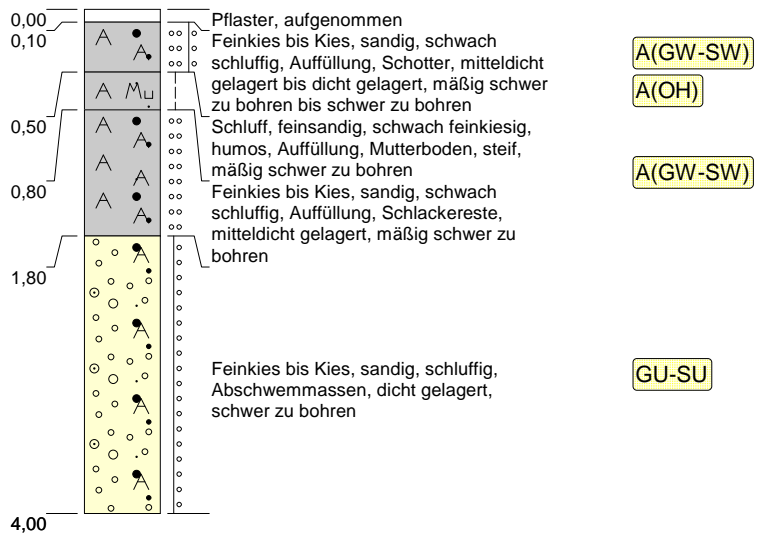 0,00
Pflaster, aufgenommen
0,10
Feinkies bis Kies, sandig, schwach
schluffig, Auffüllung, Schotter, mitteldicht
gelagert bis dicht gelagert, mäßig schwer
zu bohren bis schwer zu bohren
A(GW-SW)
A
A
0,50
Schluff, feinsandig, schwach feinkiesig,
humos, Auffüllung, Mutterboden, steif,
mäßig schwer zu bohren
A(OH)
A Mu
0,80
Feinkies bis Kies, sandig, schwach
schluffig, Auffüllung, Schlackereste,
mitteldicht gelagert, mäßig schwer zu
bohren
A(GW-SW)
A
A
A
A
A
A
1,80
Feinkies bis Kies, sandig, schluffig,
Abschwemmassen, dicht gelagert,
schwer zu bohren
GU-SU
A
A
A
A
4,00